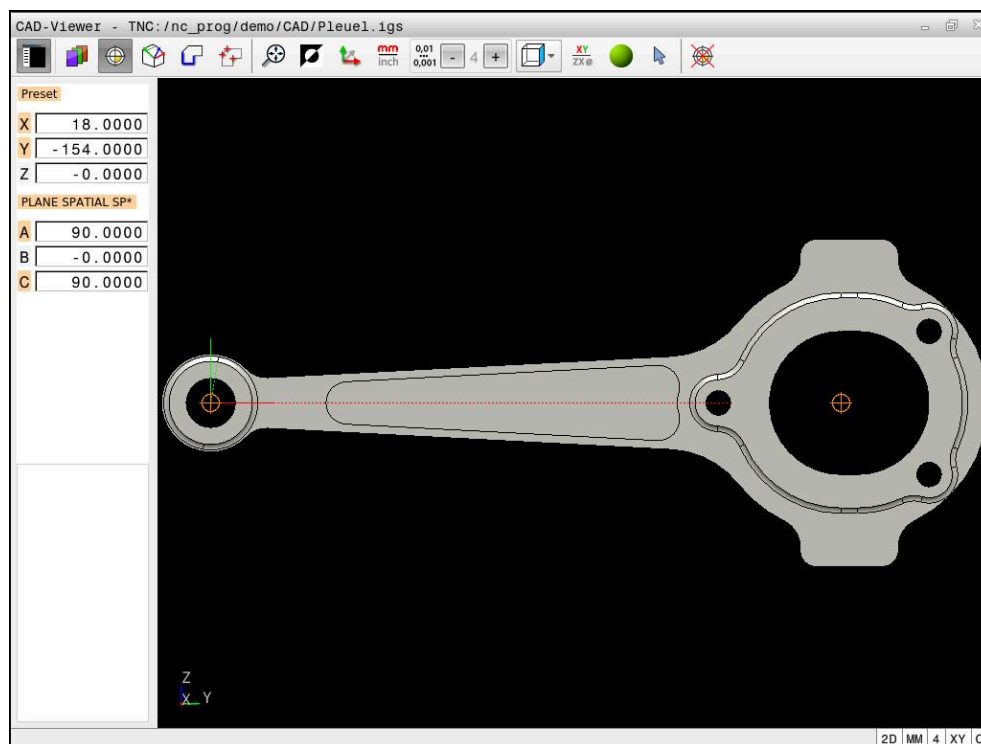 CAD-Viewer - TNC:/nc_prog/demo/CAD/Pleuel.igs
mm
inch
0,01
0,001
- 4 +
XY
ZX
Preset
X 18.0000
Y -154.0000
Z -0.0000
PLANE SPATIAL SP*
A 90.0000
B -0.0000
C 90.0000
Z
X Y
2D MM 4 XY